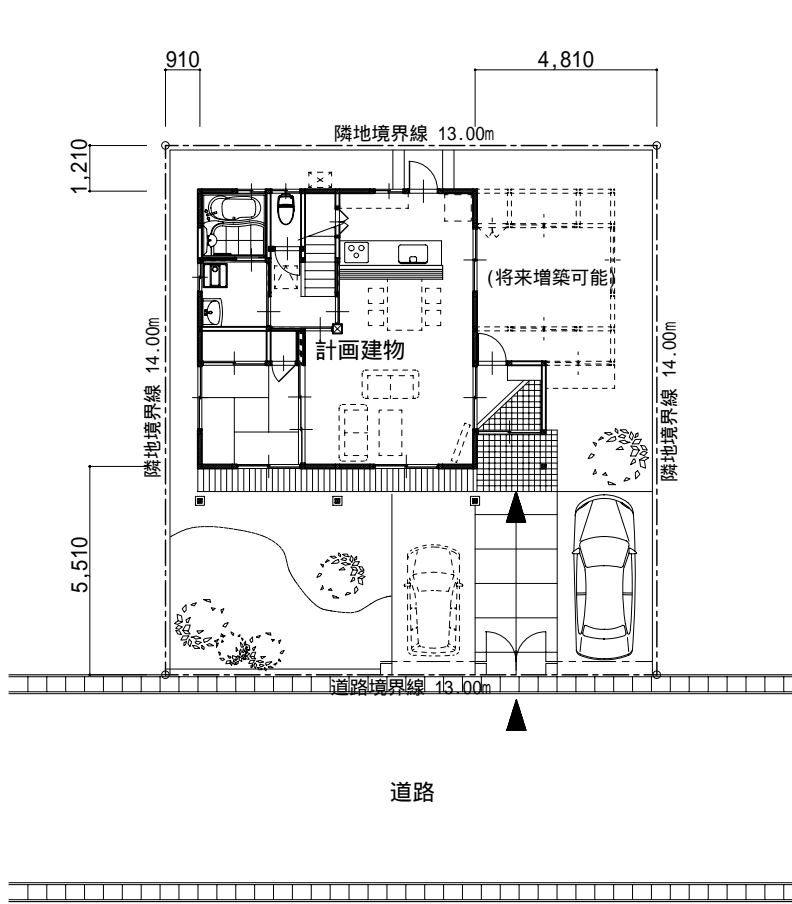 910
4,810
隣地境界線 13.00m
1,210
(将来増築可能)
計画建物
隣地境界線 14.00m
隣地境界線 14.00m
5,510
道路境界線 13.00m
道路